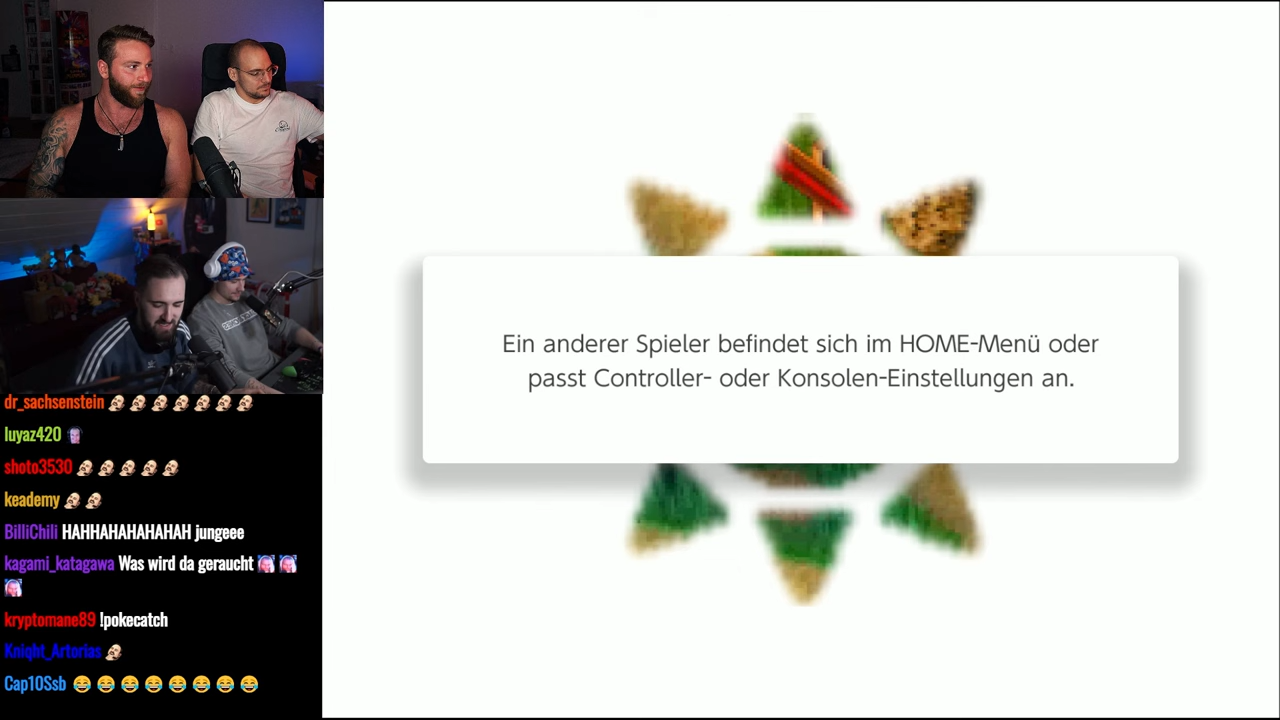 Ein anderer Spieler befindet sich im HOME-Menü oder
passt Controller- oder Konsolen-Einstellungen an.
dr_sachsenstein
luyaz420
shoto3530
keademy
BilliChili HAHHAHAHAHAHAH jungeee
kagami_katagawa Was wird da geraucht
kryptomane89 !pokecatch
Knight_Artorias
Cap10Ssb 😂😂😂😂😂😂😂😂